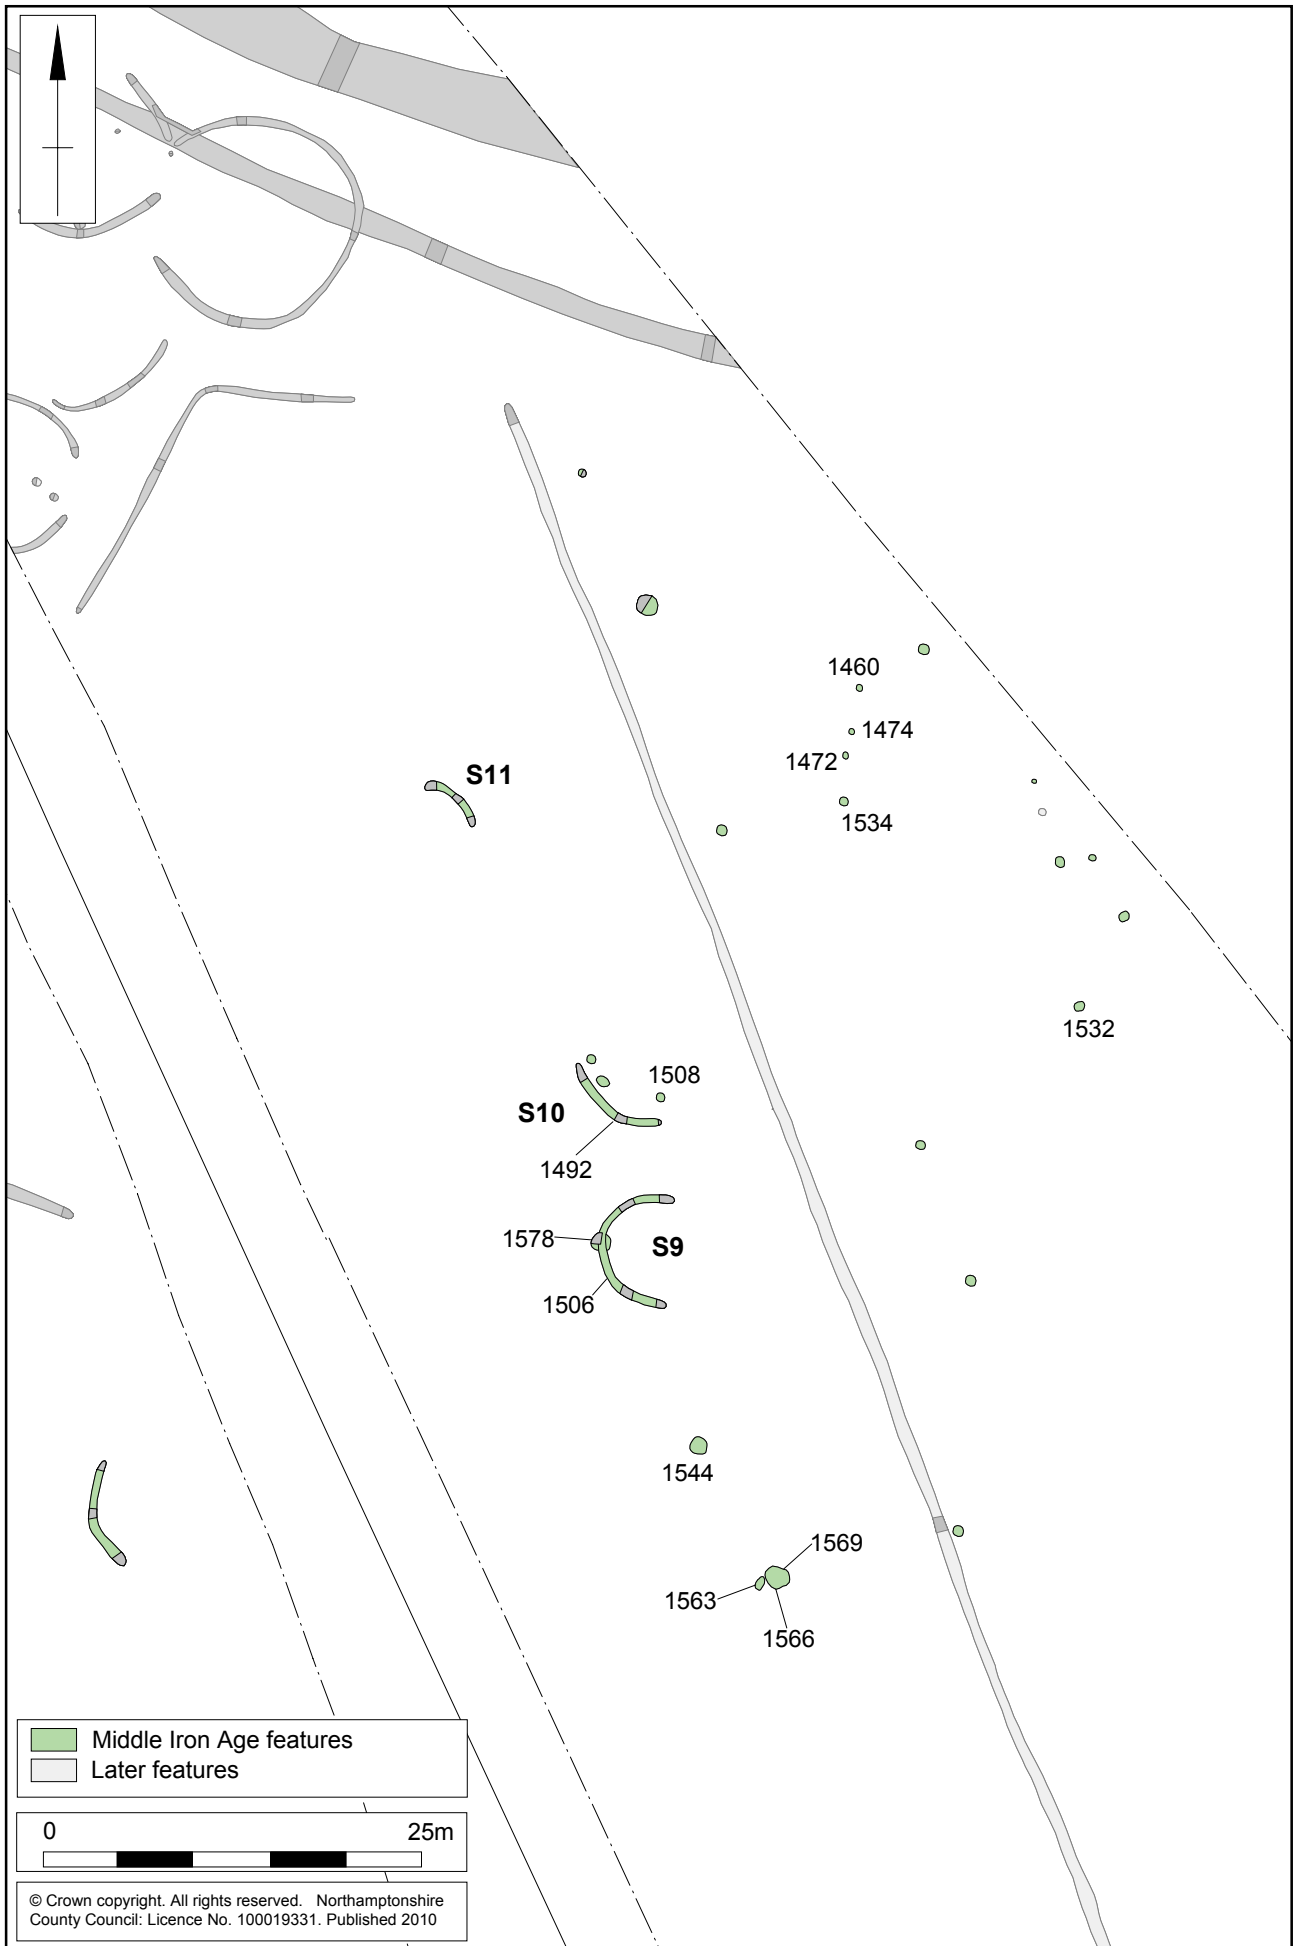 1460
1474
1472
S11
1534
1532
1508
S10
1492
1578
S9
1506
1544
1569
1563
1566
Middle Iron Age features
Later features
0 25m
© Crown copyright. All rights reserved. Northamptonshire
County Council: Licence No. 100019331. Published 2010